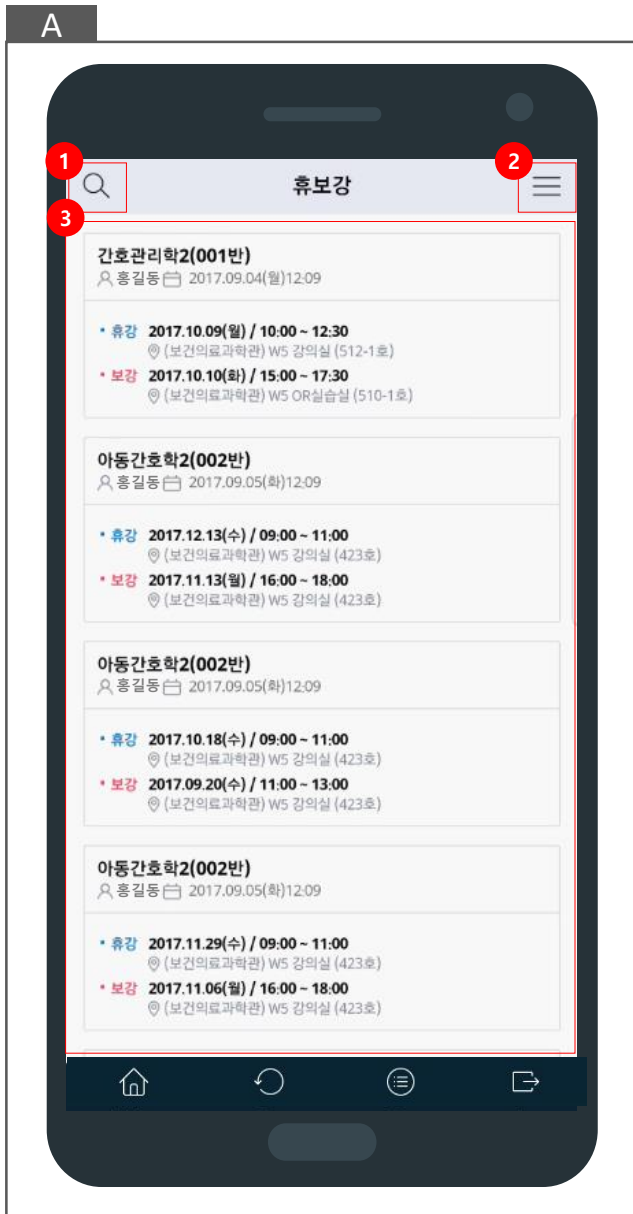 A
1
2
휴보강
3
간호관리학2(001반)
홍길동 2017.09.04(월)12:09
• 휴강 2017.10.09(월) / 10:00 ~ 12:30
(보건의료과학관) W5 강의실 (512-1호)
• 보강 2017.10.10(화) / 15:00 ~ 17:30
(보건의료과학관) W5 OR실습실 (510-1호)
아동간호학2(002반)
홍길동 2017.09.05(화)12:09
• 휴강 2017.12.13(수) / 09:00 ~ 11:00
(보건의료과학관) W5 강의실 (423호)
• 보강 2017.11.13(월) / 16:00 ~ 18:00
(보건의료과학관) W5 강의실 (423호)
아동간호학2(002반)
홍길동 2017.09.05(화)12:09
• 휴강 2017.10.18(수) / 09:00 ~ 11:00
(보건의료과학관) W5 강의실 (423호)
• 보강 2017.09.20(수) / 11:00 ~ 13:00
(보건의료과학관) W5 강의실 (423호)
아동간호학2(002반)
홍길동 2017.09.05(화)12:09
• 휴강 2017.11.29(수) / 09:00 ~ 11:00
(보건의료과학관) W5 강의실 (423호)
• 보강 2017.11.06(월) / 16:00 ~ 18:00
(보건의료과학관) W5 강의실 (423호)